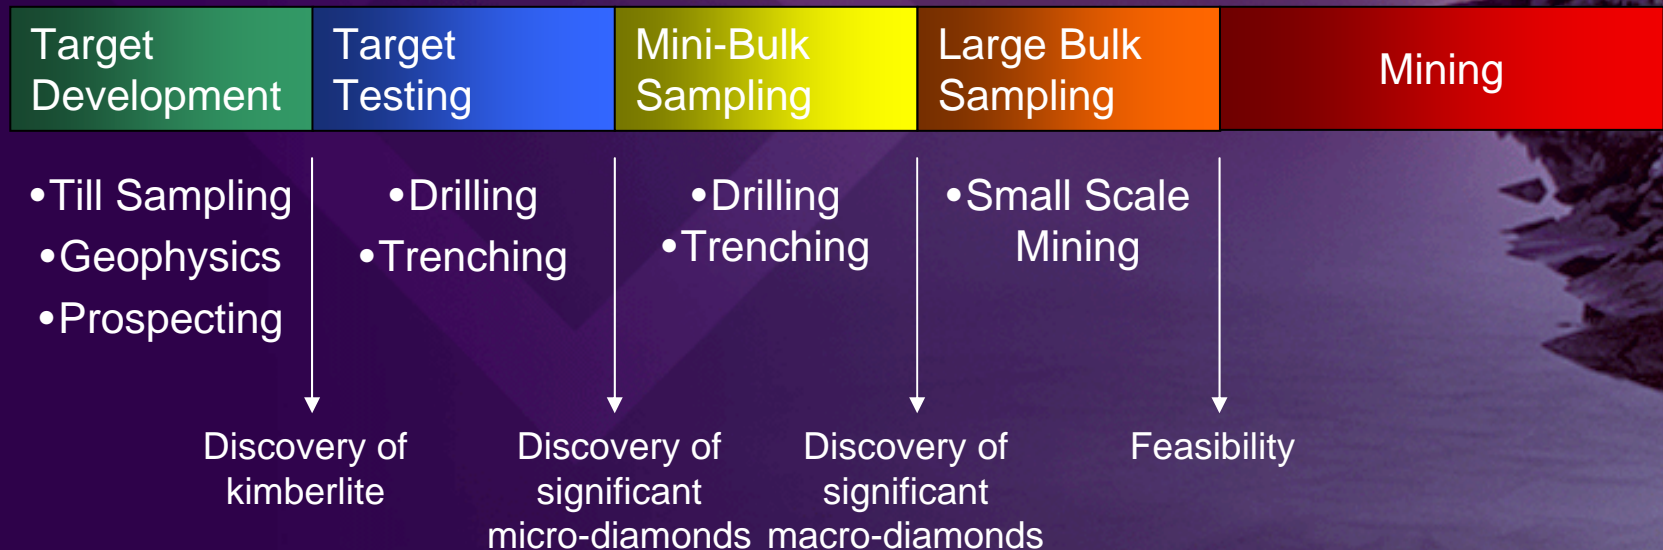 Target
Development
Target
Testing
Mini-Bulk
Sampling
Large Bulk
Sampling
Mining
•Till Sampling
•Geophysics
•Prospecting
•Drilling
•Trenching
•Drilling
•Trenching
•Small Scale
Mining
Discovery of
kimberlite
Discovery of
significant
micro-diamonds
Discovery of
significant
macro-diamonds
Feasibility